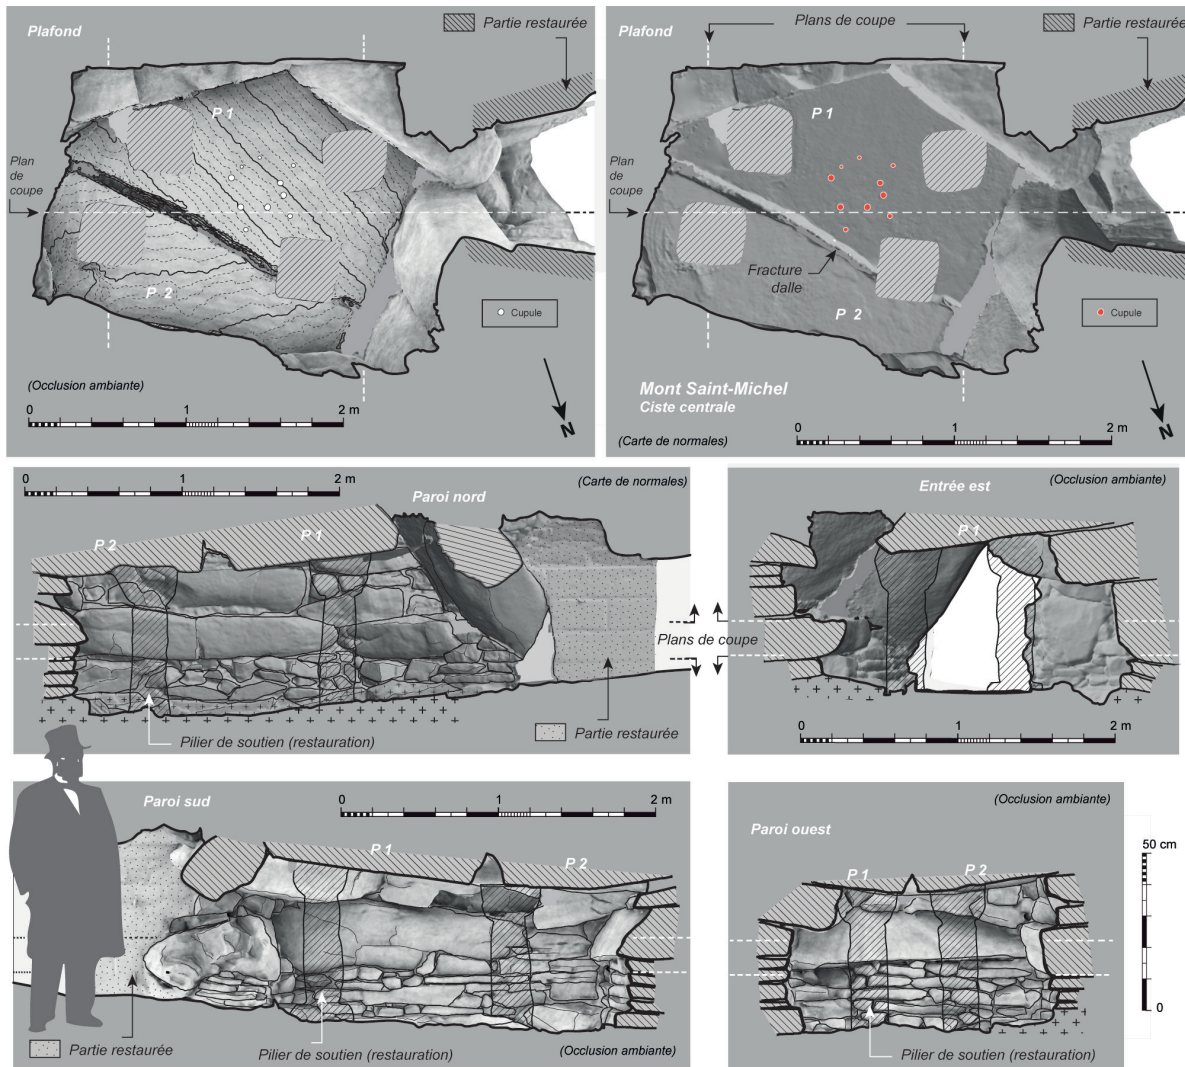 Plafond
Partie restaurée
P 1
Plan
de
coupe
P 2
Cupule
(Occlusion ambiante)
0 1 2 m
N
Plafond
Plans de coupe
Partie restaurée
P 1
Plan
de
coupe
Fracture
dalle
P 2
Cupule
Mont Saint-Michel
Ciste centrale
(Carte de normales)
0 1 2 m
N
0 1 2 m
(Carte de normales)
Paroi nord
P 2
P 1
Plans de coupe
Pilier de soutien (restauration)
Partie restaurée
(Occlusion ambiante)
Entrée est
P 1
0 1 2 m
Paroi sud
0 1 2 m
P 1
P 2
Partie restaurée
Pilier de soutien (restauration)
(Occlusion ambiante)
(Occlusion ambiante)
Paroi ouest
P 1
P 2
50 cm
0
Pilier de soutien (restauration)